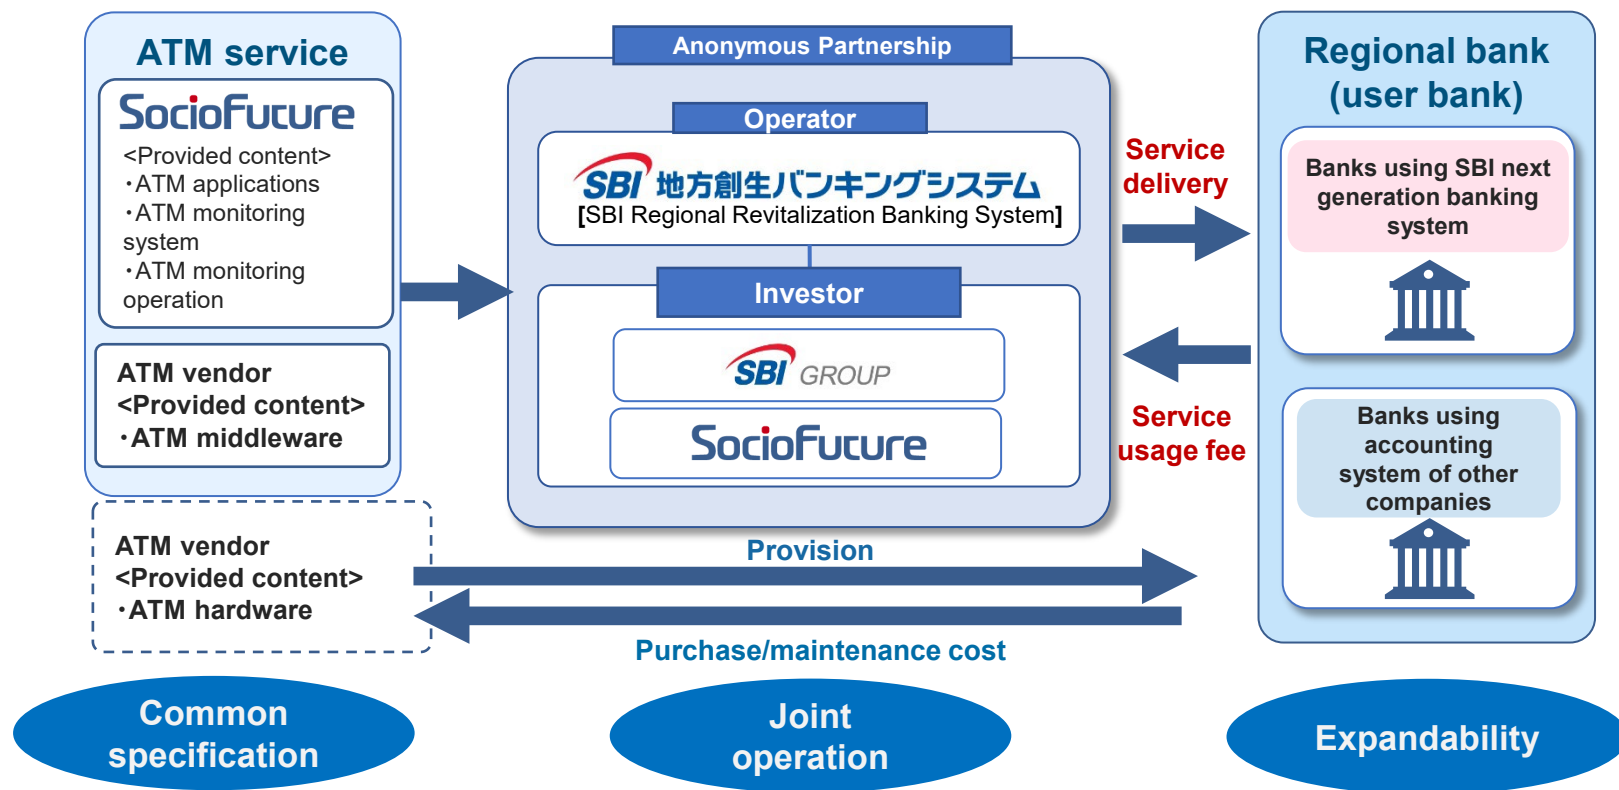 ATM service
SocioFuture
<Provided content>
・ATM applications
・ATM monitoring
system
・ATM monitoring
operation
ATM vendor
<Provided content>
・ATM middleware
ATM vendor
<Provided content>
・ATM hardware
Anonymous Partnership
Operator
SBI 地方創生バンキングシステム
[SBI Regional Revitalization Banking System]
Investor
SBI GROUP
SocioFuture
Service
delivery
Service
usage fee
Provision
Purchase/maintenance cost
Regional bank
(user bank)
Banks using SBI next
generation banking
system
Banks using
accounting
system of other
companies
Common
specification
Joint
operation
Expandability